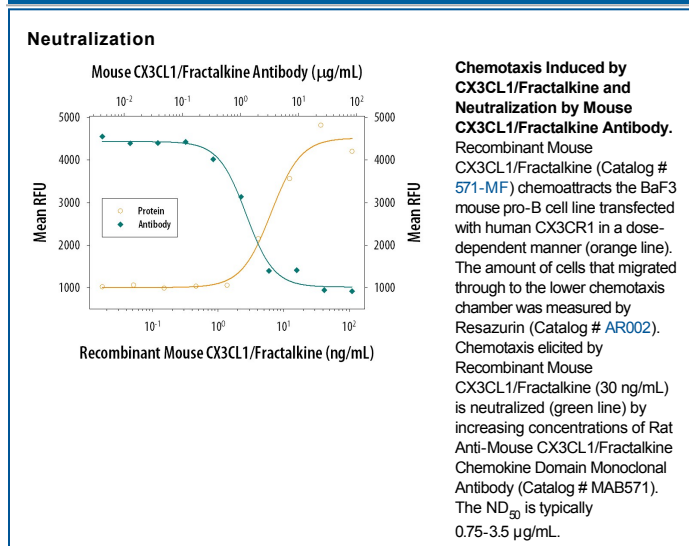 Neutralization
Mouse CX3CL1/Fractalkine Antibody (µg/mL)
10-2 10-1 100 101 102
5000 5000
4000 4000
3000 3000
2000 2000
1000 1000
Mean RFU
Mean RFU
Protein
Antibody
10-1 100 101 102
Recombinant Mouse CX3CL1/Fractalkine (ng/mL)
Chemotaxis Induced by
CX3CL1/Fractalkine and
Neutralization by Mouse
CX3CL1/Fractalkine Antibody.
Recombinant Mouse
CX3CL1/Fractalkine (Catalog #
571-MF) chemoattracts the BaF3
mouse pro-B cell line transfected
with human CX3CR1 in a dose-
dependent manner (orange line).
The amount of cells that migrated
through to the lower chemotaxis
chamber was measured by
Resazurin (Catalog # AR002).
Chemotaxis elicited by
Recombinant Mouse
CX3CL1/Fractalkine (30 ng/mL)
is neutralized (green line) by
increasing concentrations of Rat
Anti-Mouse CX3CL1/Fractalkine
Chemokine Domain Monoclonal
Antibody (Catalog # MAB571).
The ND50 is typically
0.75-3.5 µg/mL.